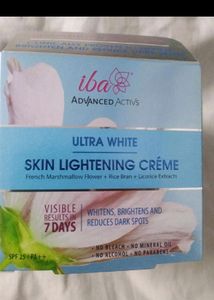 iba
ADVANCED ACTIVS
ULTRA WHITE
SKIN LIGHTENING CRÉME
French Marshmallow Flower + Rice Bran + Licorice Extract
VISIBLE
RESULTS IN
7 DAYS
WHITENS, BRIGHTENS AND
REDUCES DARK SPOTS
SPF 25 | PA++
• NO BLEACH • NO MINERAL OIL
• NO ALCOHOL • NO PARABENS